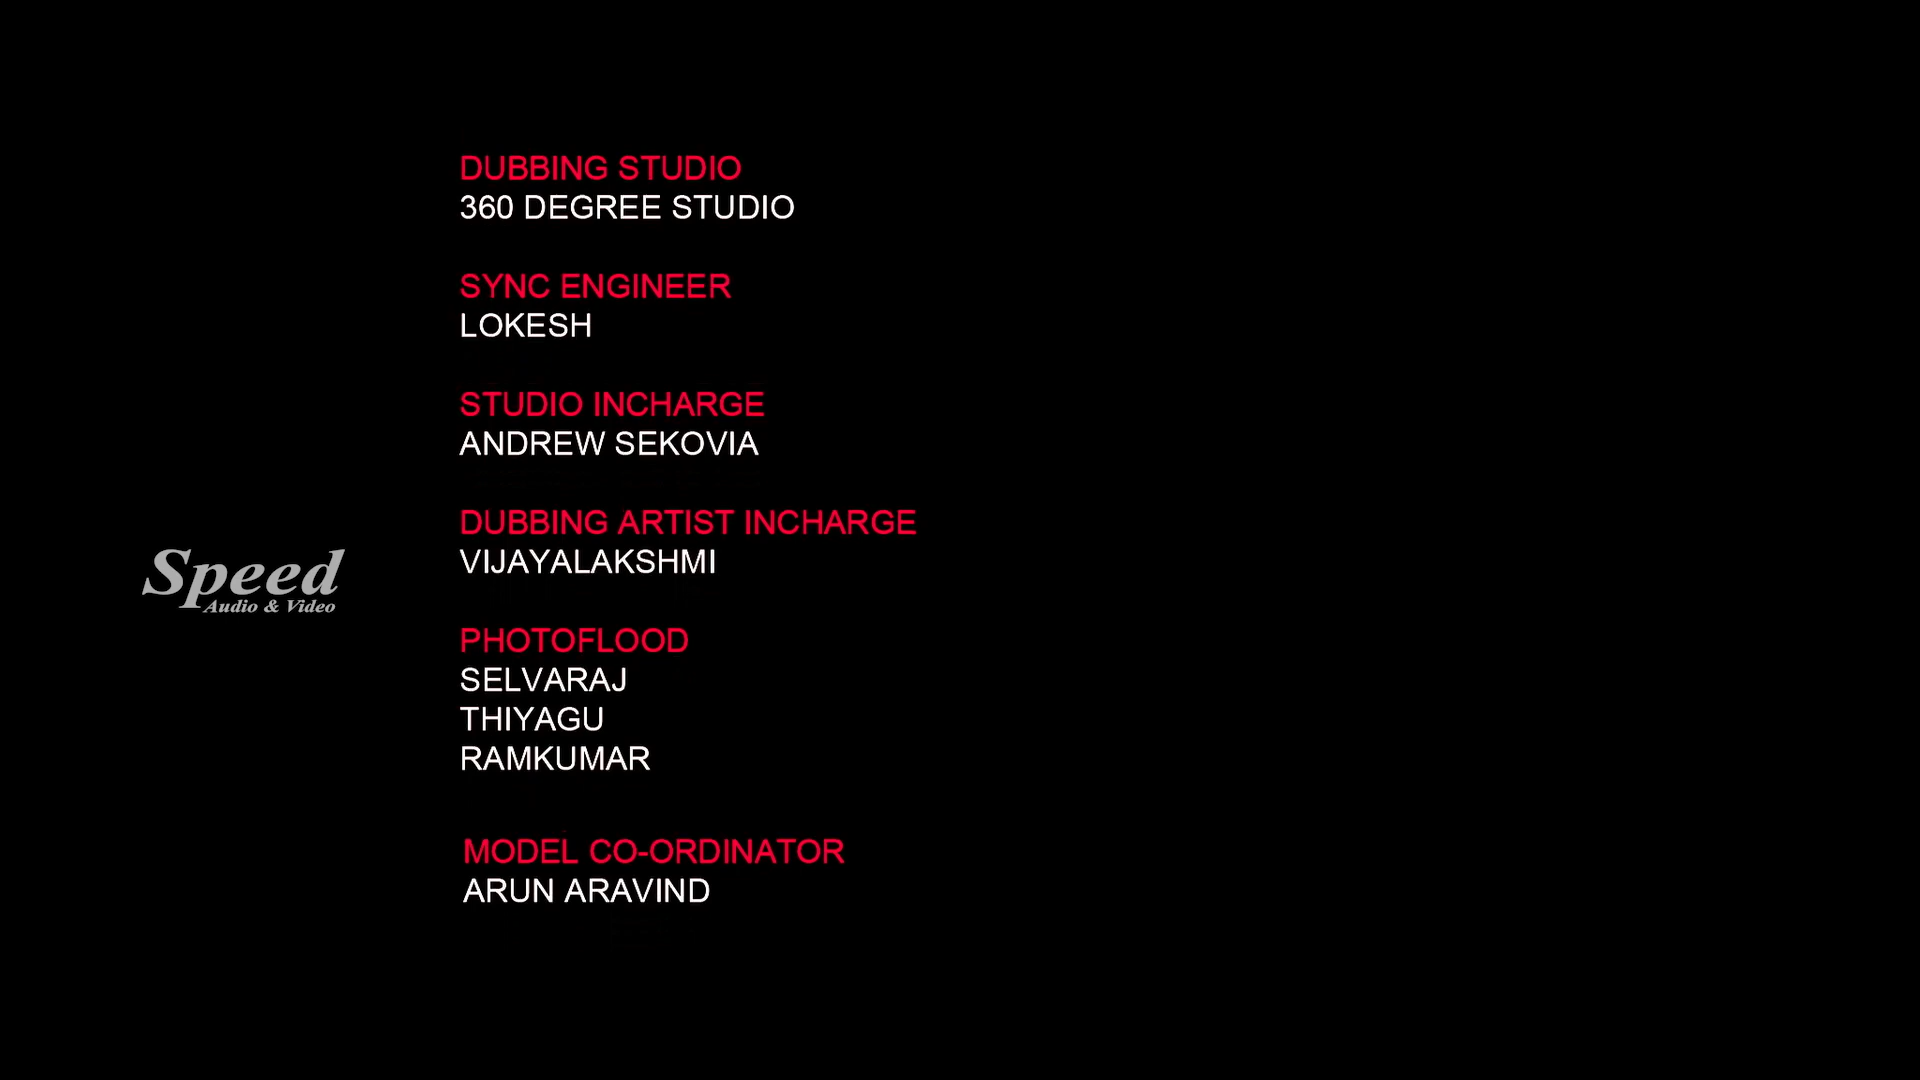 DUBBING STUDIO
360 DEGREE STUDIO
SYNC ENGINEER
LOKESH
STUDIO INCHARGE
ANDREW SEKOVIA
DUBBING ARTIST INCHARGE
VIJAYALAKSHMI
Speed
Audio & Video
PHOTOFLOOD
SELVARAJ
THIYAGU
RAMKUMAR
MODEL CO-ORDINATOR
ARUN ARAVIND